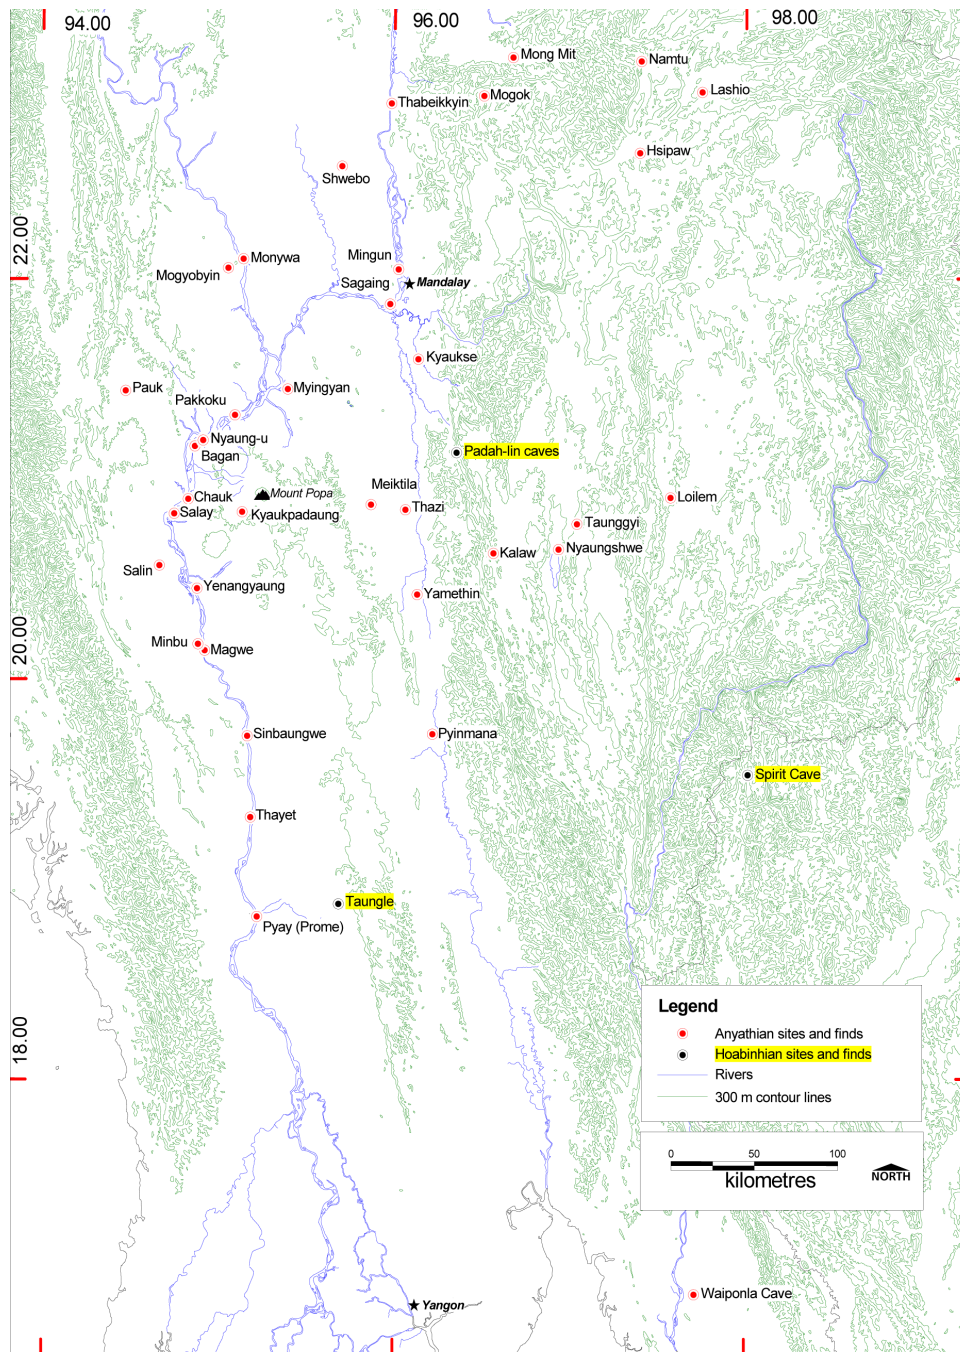 94.00
96.00
98.00
Mong Mit
Namtu
Lashio
Mogok
Thabeikkyin
Hsipaw
Shwebo
22.00
Monywa
Mingun
Mogyobyin
Sagaing
Mandalay
Kyaukse
Pauk
Myingyan
Pakkoku
Nyaung-u
Bagan
Padah-lin caves
Meiktila
Chauk
Mount Popa
Loilem
Salay
Kyaukpadaung
Thazi
Taunggyi
Kalaw
Nyaungshwe
Salin
Yenangyaung
Yamethin
20.00
Minbu
Magwe
Sinbaungwe
Pyinmana
Spirit Cave
Thayet
Taungle
Pyay (Prome)
18.00
Legend
Anyathian sites and finds
Hoabinhian sites and finds
Rivers
300 m contour lines
0 50 100
kilometres
NORTH
Waiponla Cave
Yangon